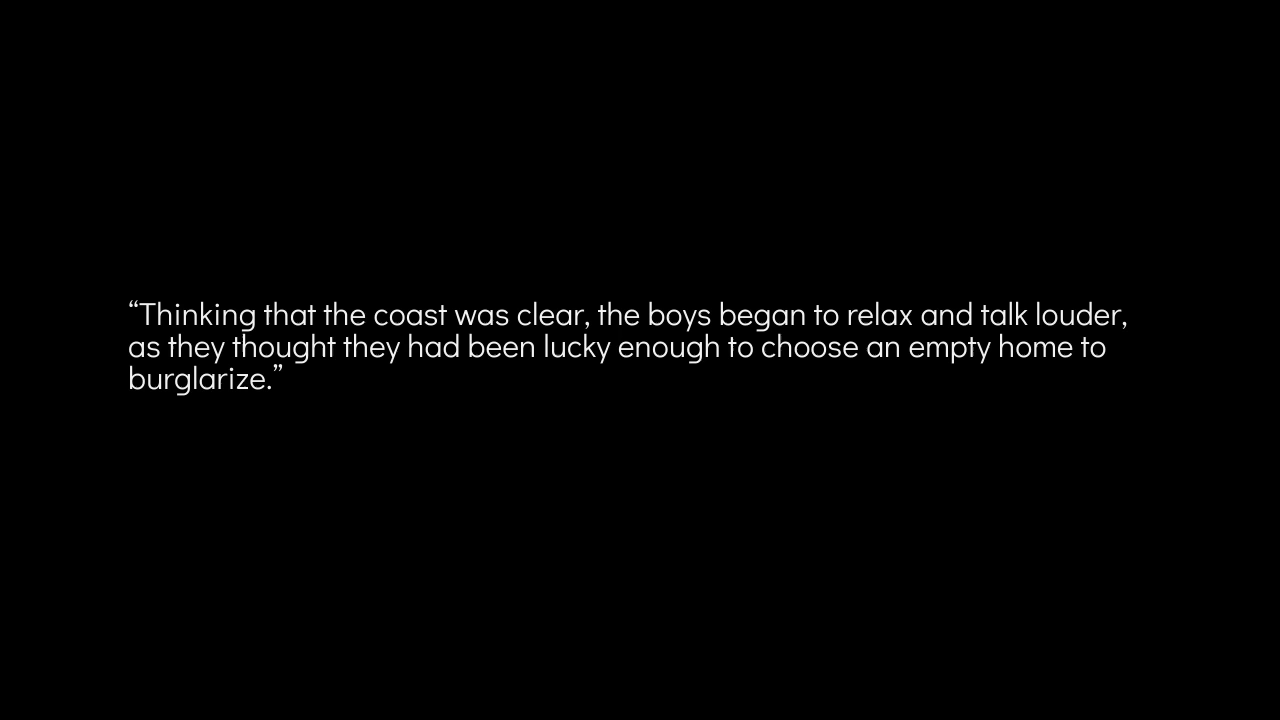 “Thinking that the coast was clear, the boys began to relax and talk louder,
as they thought they had been lucky enough to choose an empty home to
burglarize.”